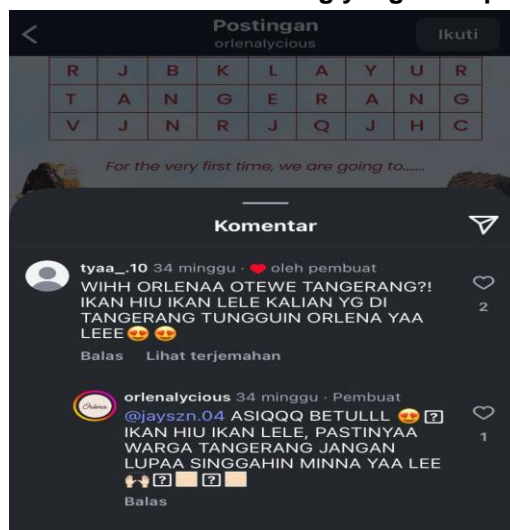 Postingan
orlenalycious
Ikuti
R J B K L A Y U R
T A N G E R A N G
V J N R J Q J H C
For the very first time, we are going to......
Komentar
tyaa_.10 34 minggu · ❤️ oleh pembuat
WIHH ORLENAA OTEWE TANGERANG?!
IKAN HIU IKAN LELE KALIAN YG DI
TANGERANG TUNGGUIN ORLENA YAA
LEEE😍😍
2
Balas Lihat terjemahan
orlenalycious 34 minggu · Pembuat
@jayszn.04 ASIQQQ BETULLL 😍
IKAN HIU IKAN LELE, PASTINYAA
WARGA TANGERANG JANGAN
LUPAA SINGGAHIN MINNA YAA LEE
🙌🏻
1
Balas